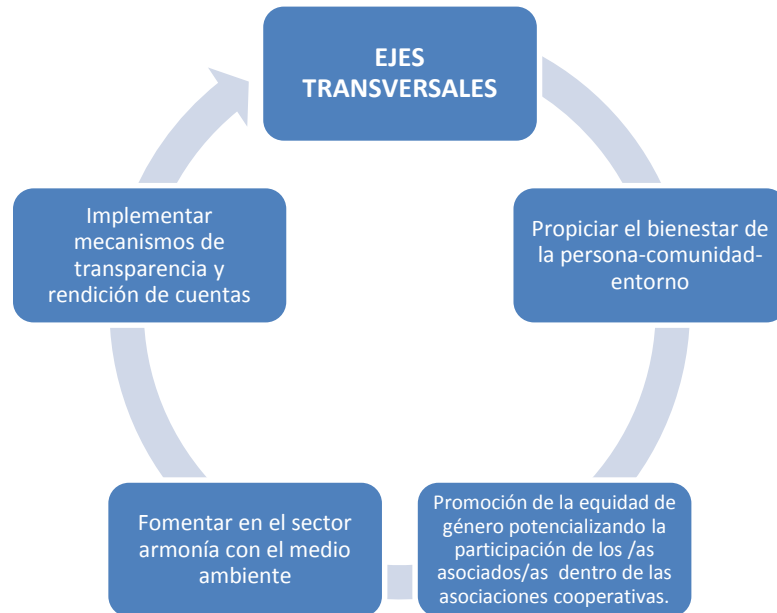 EJES
TRANSVERSALES
Propiciar el bienestar de
la persona-comunidad-
entorno
Promoción de la equidad de
género potencializando la
participación de los /as
asociados/as dentro de las
asociaciones cooperativas.
Fomentar en el sector
armonía con el medio
ambiente
Implementar
mecanismos de
transparencia y
rendición de cuentas